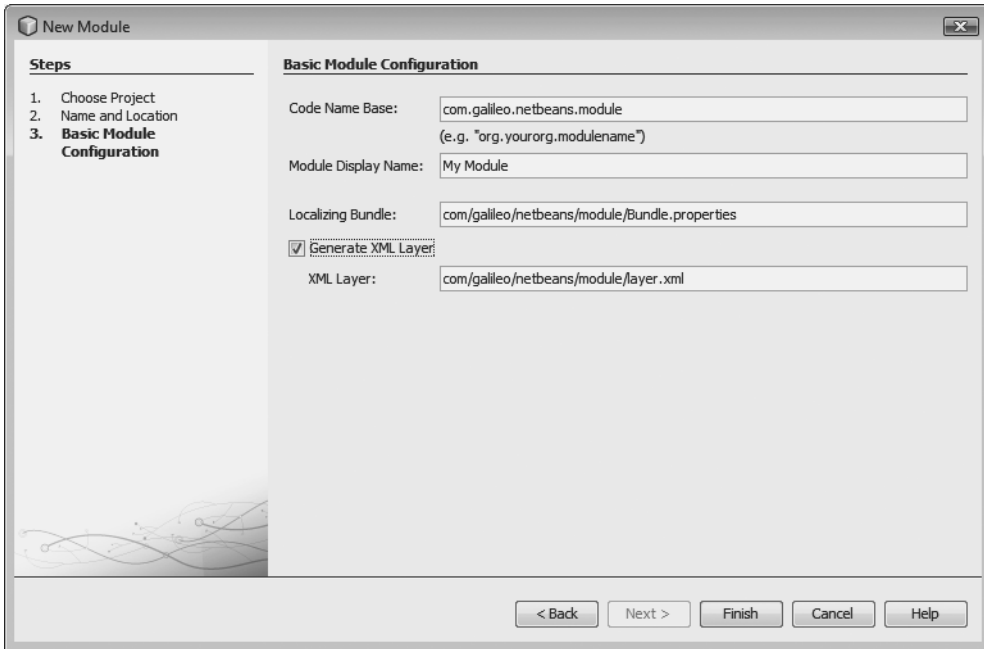 New Module
Steps
1. Choose Project
2. Name and Location
3. Basic Module
Configuration
Basic Module Configuration
Code Name Base: com.galileo.netbeans.module
(e.g. "org.yourorg.modulename")
Module Display Name: My Module
Localizing Bundle: com/galileo/netbeans/module/Bundle.properties
Generate XML Layer
XML Layer: com/galileo/netbeans/module/layer.xml
< Back Next > Finish Cancel Help